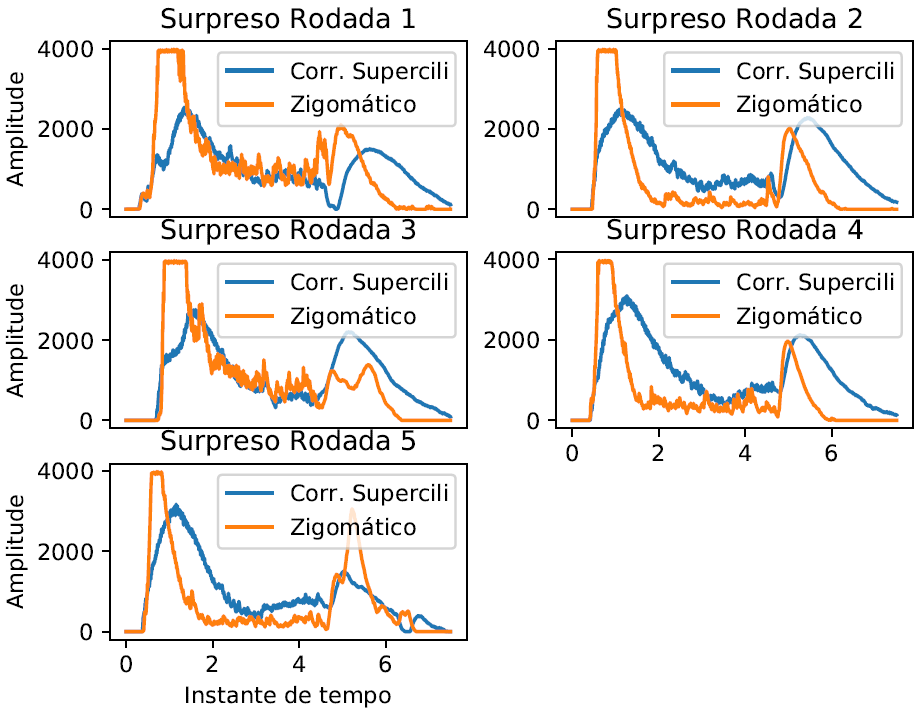 Surpreso Rodada 1
4000
2000
0
Amplitude
Corr. Supercili
Zigomático
Surpreso Rodada 2
4000
2000
0
Corr. Supercili
Zigomático
Surpreso Rodada 3
4000
2000
0
Amplitude
Corr. Supercili
Zigomático
Surpreso Rodada 4
4000
2000
0
Corr. Supercili
Zigomático
0 2 4 6
Surpreso Rodada 5
4000
2000
0
Amplitude
Corr. Supercili
Zigomático
0 2 4 6
Instante de tempo